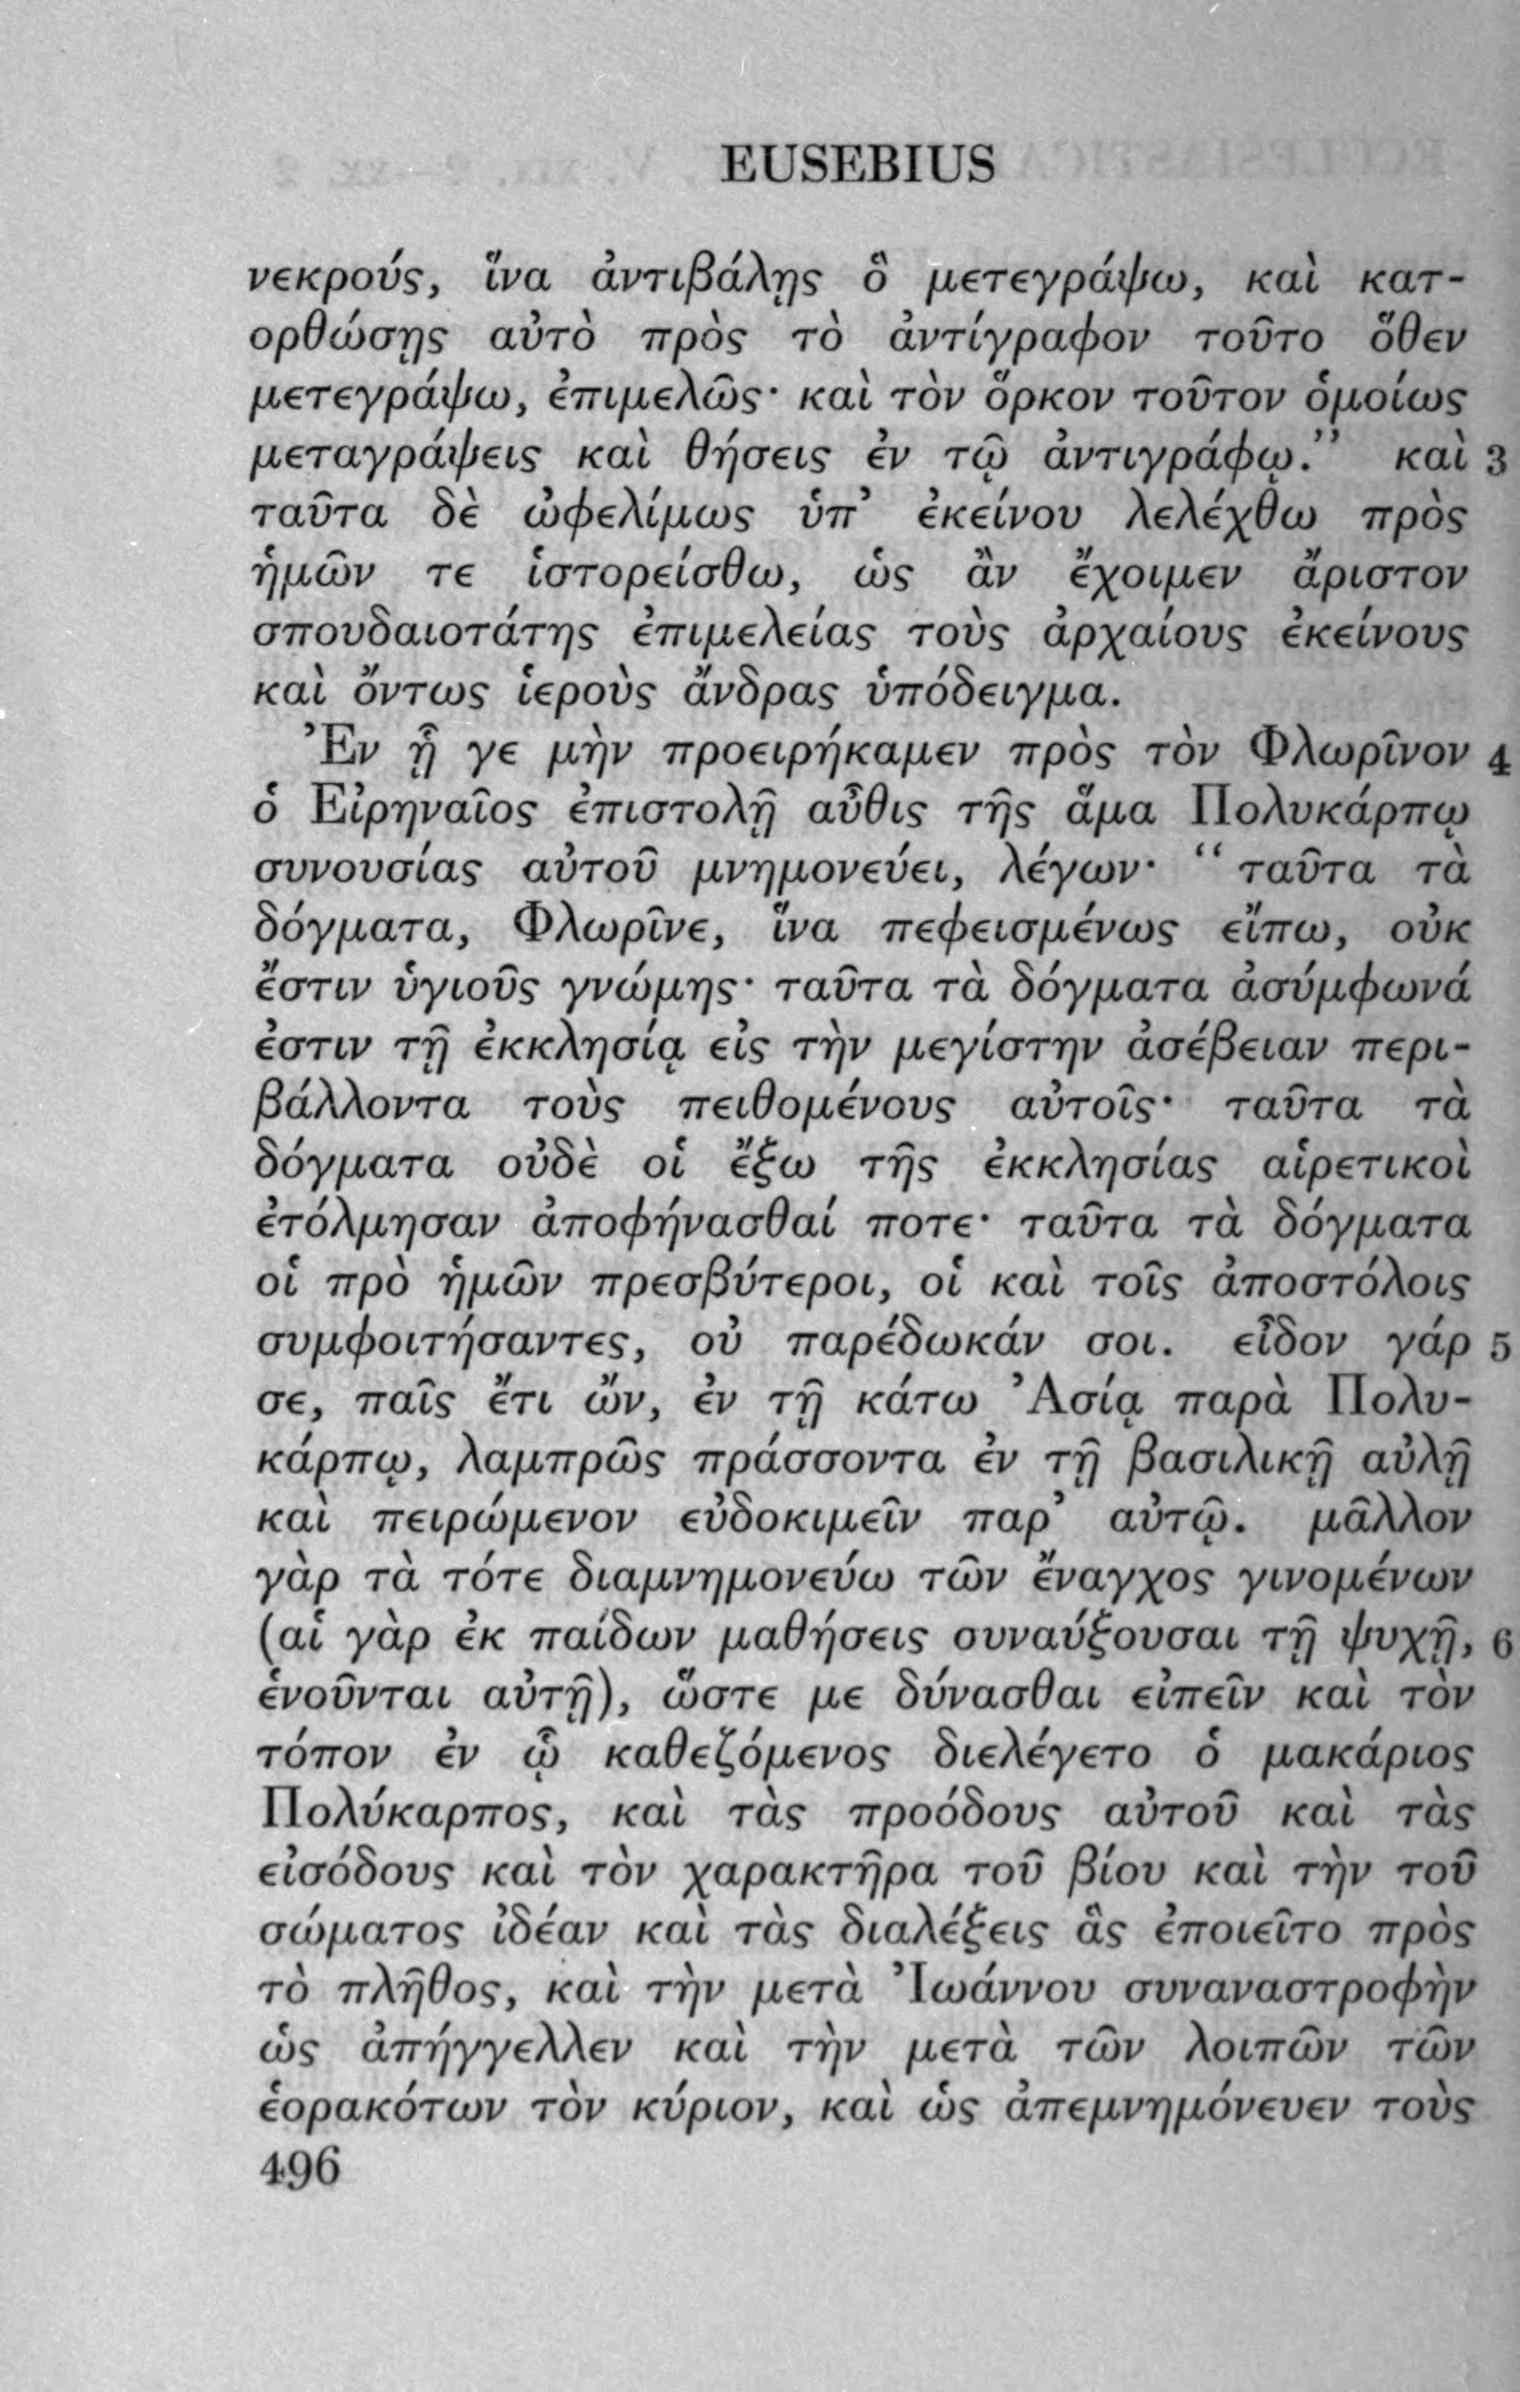 EUSEBIUS
νεκρούς, ἵνα ἀντιβάλῃς ὃ μετεγράψω, καὶ κατ-
ορθώσῃς αὐτὸ πρὸς τὸ ἀντίγραφον τοῦτο ὅθεν
μετεγράψω, ἐπιμελῶς· καὶ τὸν ὅρκον τοῦτον ὁμοίως
μεταγράψεις καὶ θήσεις ἐν τῷ ἀντιγράφῳ.” καὶ 3
ταῦτα δὲ ὠφελίμως ὑπ’ ἐκείνου λελέχθω πρὸς
ἡμῶν τε ἱστορείσθω, ὡς ἂν ἔχοιμεν ἄριστον
σπουδαιοτάτης ἐπιμελείας τοὺς ἀρχαίους ἐκείνους
καὶ ὄντως ἱεροὺς ἄνδρας ὑπόδειγμα.
Ἐν ᾗ γε μὴν προειρήκαμεν πρὸς τὸν Φλωρῖνον 4
ὁ Εἰρηναῖος ἐπιστολῇ αὖθις τῆς ἅμα Πολυκάρπῳ
συνουσίας αὐτοῦ μνημονεύει, λέγων· “ ταῦτα τὰ
δόγματα, Φλωρῖνε, ἵνα πεφεισμένως εἴπω, οὐκ
ἔστιν ὑγιοῦς γνώμης· ταῦτα τὰ δόγματα ἀσύμφωνά
ἐστιν τῇ ἐκκλησίᾳ εἰς τὴν μεγίστην ἀσέβειαν περι-
βάλλοντα τοὺς πειθομένους αὐτοῖς· ταῦτα τὰ
δόγματα οὐδὲ οἱ ἔξω τῆς ἐκκλησίας αἱρετικοὶ
ἐτόλμησαν ἀποφήνασθαί ποτε· ταῦτα τὰ δόγματα
οἱ πρὸ ἡμῶν πρεσβύτεροι, οἱ καὶ τοῖς ἀποστόλοις
συμφοιτήσαντες, οὐ παρέδωκάν σοι. εἶδον γάρ 5
σε, παῖς ἔτι ὤν, ἐν τῇ κάτω Ἀσίᾳ παρὰ Πολυ-
κάρπῳ, λαμπρῶς πράσσοντα ἐν τῇ βασιλικῇ αὐλῇ
καὶ πειρώμενον εὐδοκιμεῖν παρ’ αὐτῷ. μᾶλλον
γὰρ τὰ τότε διαμνημονεύω τῶν ἔναγχος γινομένων
(αἱ γὰρ ἐκ παίδων μαθήσεις συναύξουσαι τῇ ψυχῇ, 6
ἑνοῦνται αὐτῇ), ὥστε με δύνασθαι εἰπεῖν καὶ τὸν
τόπον ἐν ᾧ καθεζόμενος διελέγετο ὁ μακάριος
Πολύκαρπος, καὶ τὰς προόδους αὐτοῦ καὶ τὰς
εἰσόδους καὶ τὸν χαρακτῆρα τοῦ βίου καὶ τὴν τοῦ
σώματος ἰδέαν καὶ τὰς διαλέξεις ἃς ἐποιεῖτο πρὸς
τὸ πλῆθος, καὶ τὴν μετὰ Ἰωάννου συναναστροφὴν
ὡς ἀπήγγελλεν καὶ τὴν μετὰ τῶν λοιπῶν τῶν
ἑορακότων τὸν κύριον, καὶ ὡς ἀπεμνημόνευεν τοὺς
496